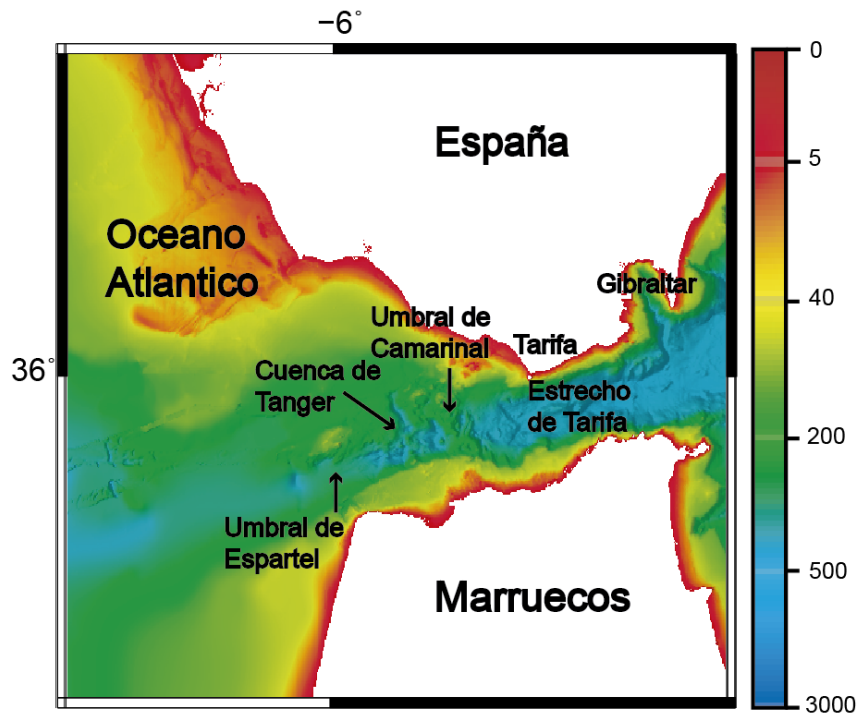 −6°
España
Oceano
Atlantico
Gibraltar
Umbral de
Camarinal
Tarifa
36°
Cuenca de
Tanger
Estrecho
de Tarifa
Umbral de
Espartel
Marruecos
0
5
40
200
500
3000